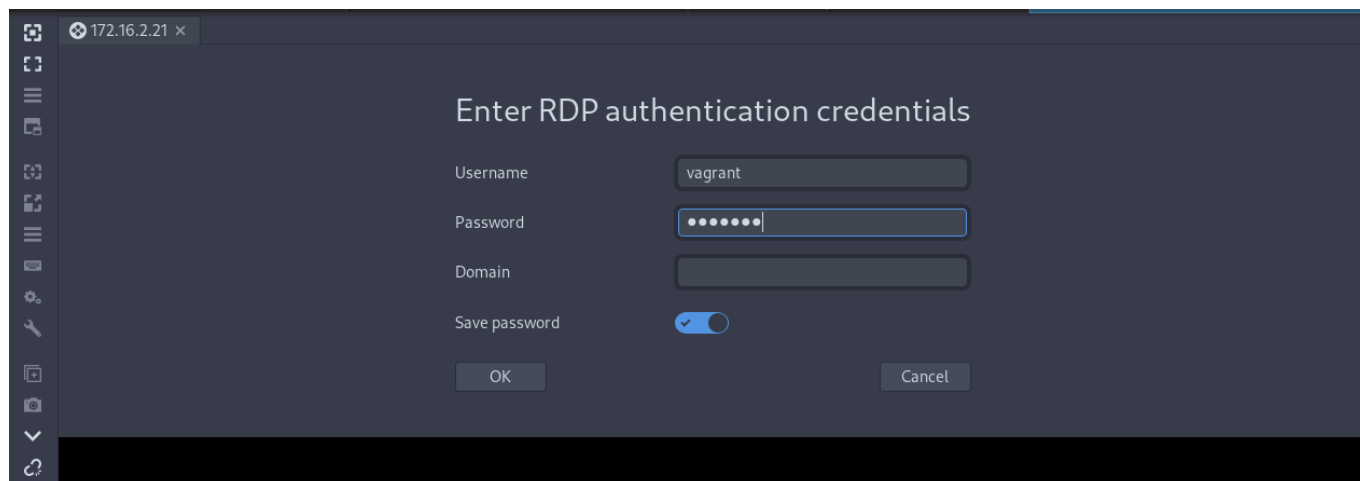 172.16.2.21 ×
Enter RDP authentication credentials
Username vagrant
Password •••••••
Domain
Save password
OK Cancel